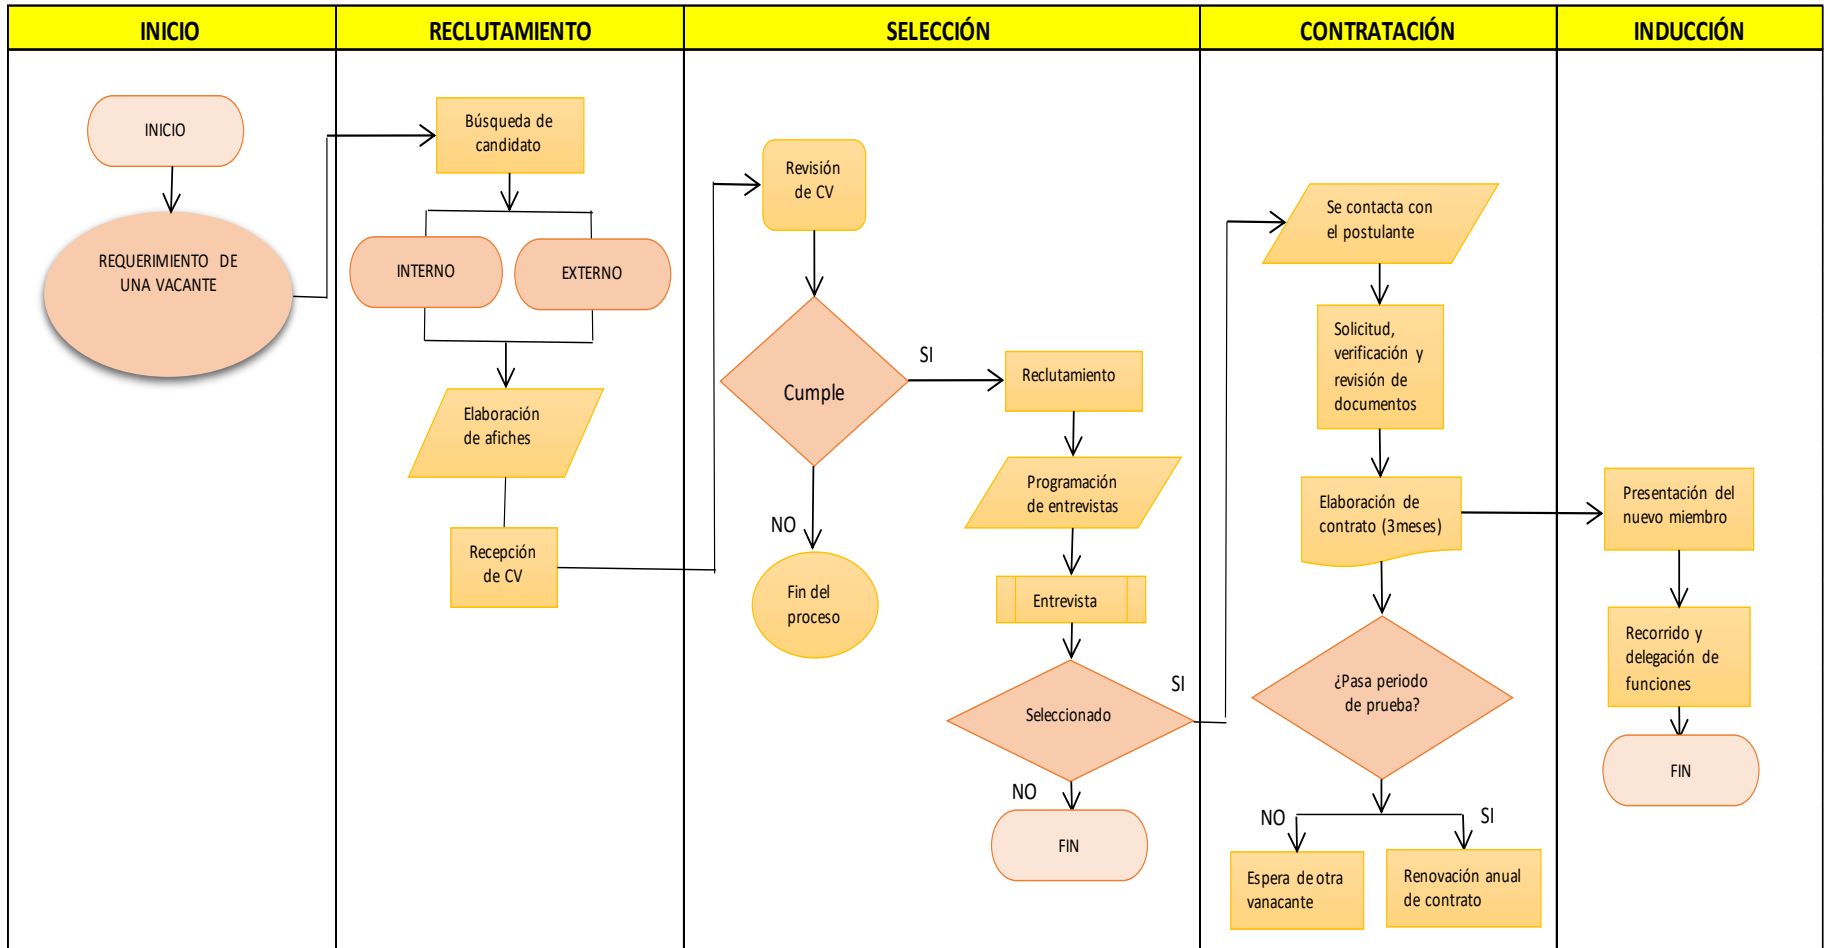 INICIO
RECLUTAMIENTO
SELECCIÓN
CONTRATACIÓN
INDUCCIÓN
INICIO
REQUERIMIENTO DE
UNA VACANTE
Búsqueda de
candidato
INTERNO
EXTERNO
Elaboración
de afiches
Recepción
de CV
Revisión
de CV
Cumple
SI
NO
Fin del
proceso
Reclutamiento
Programación
de entrevistas
Entrevista
Seleccionado
SI
NO
FIN
Se contacta con
el postulante
Solicitud,
verificación y
revisión de
documentos
Elaboración de
contrato (3meses)
¿Pasa periodo
de prueba?
NO
SI
Espera de otra
vanacante
Renovación anual
de contrato
Presentación del
nuevo miembro
Recorrido y
delegación de
funciones
FIN